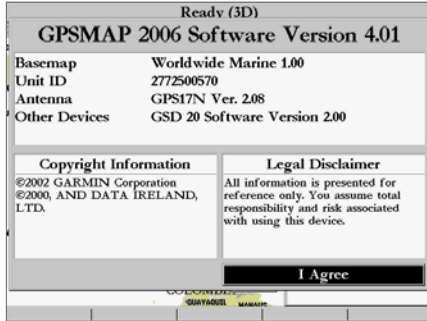 Ready (3D)
GPSMAP 2006 Software Version 4.01
Basemap Worldwide Marine 1.00
Unit ID 2772500570
Antenna GPS17N Ver. 2.08
Other Devices GSD 20 Software Version 2.00
Copyright Information
©2002 GARMIN Corporation
©2000, AND DATA IRELAND,
LTD.
Legal Disclaimer
All information is presented for
reference only. You assume total
responsibility and risk associated
with using this device.
I Agree
COLOMBIA
GUAYAQUIL MANAUS